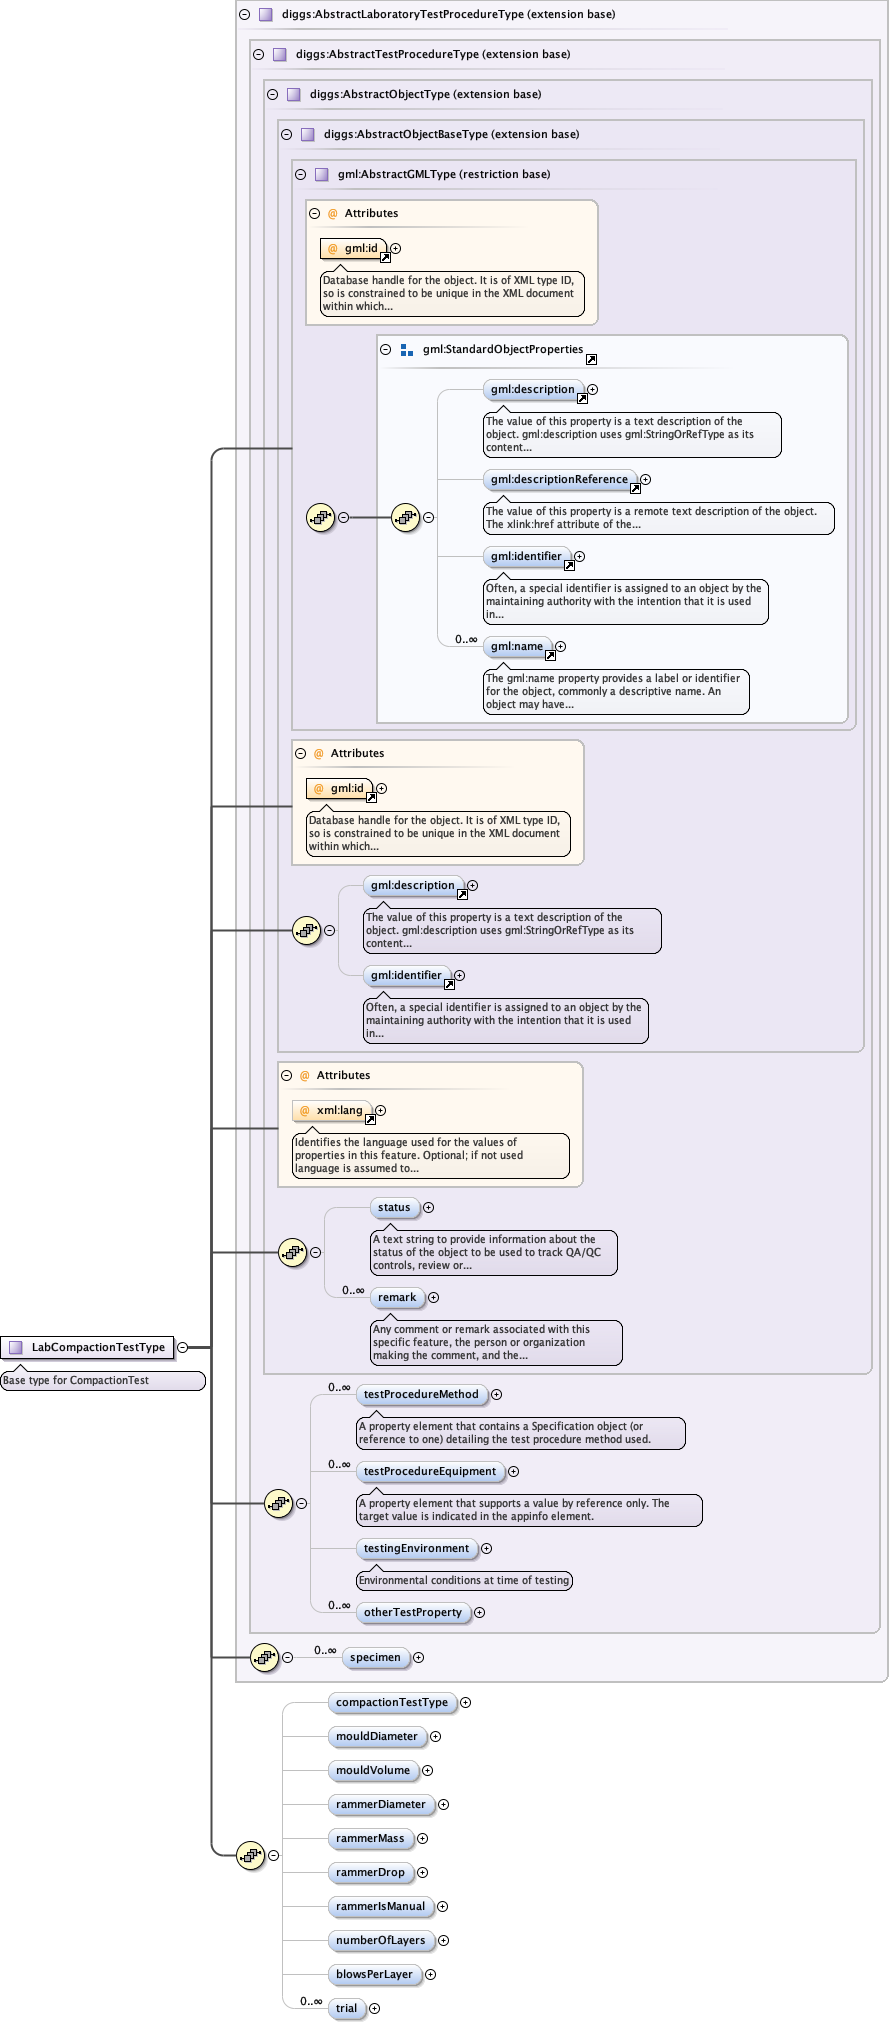 diggs:AbstractLaboratoryTestProcedureType (extension base)
diggs:AbstractTestProcedureType (extension base)
diggs:AbstractObjectType (extension base)
diggs:AbstractObjectBaseType (extension base)
gml:AbstractGMLType (restriction base)
@ Attributes
@ gml:id
Database handle for the object. It is of XML type ID,
so is constrained to be unique in the XML document
within which...
gml:StandardObjectProperties
gml:description
The value of this property is a text description of the
object. gml:description uses gml:StringOrRefType as its
content...
gml:descriptionReference
The value of this property is a remote text description of the object.
The xlink:href attribute of the...
gml:identifier
Often, a special identifier is assigned to an object by the
maintaining authority with the intention that it is used
in...
0..∞
gml:name
The gml:name property provides a label or identifier
for the object, commonly a descriptive name. An
object may have...
@ Attributes
@ gml:id
Database handle for the object. It is of XML type ID,
so is constrained to be unique in the XML document
within which...
gml:description
The value of this property is a text description of the
object. gml:description uses gml:StringOrRefType as its
content...
gml:identifier
Often, a special identifier is assigned to an object by the
maintaining authority with the intention that it is used
in...
@ Attributes
@ xml:lang
Identifies the language used for the values of
properties in this feature. Optional; if not used
language is assumed to...
status
A text string to provide information about the
status of the object to be used to track QA/QC
controls, review or...
0..∞
remark
Any comment or remark associated with this
specific feature, the person or organization
making the comment, and the...
LabCompactionTestType
Base type for CompactionTest
0..∞
testProcedureMethod
A property element that contains a Specification object (or
reference to one) detailing the test procedure method used.
0..∞
testProcedureEquipment
A property element that supports a value by reference only. The
target value is indicated in the appinfo element.
testingEnvironment
Environmental conditions at time of testing
0..∞
otherTestProperty
0..∞
specimen
compactionTestType
mouldDiameter
mouldVolume
rammerDiameter
rammerMass
rammerDrop
rammerIsManual
numberOfLayers
blowsPerLayer
0..∞
trial